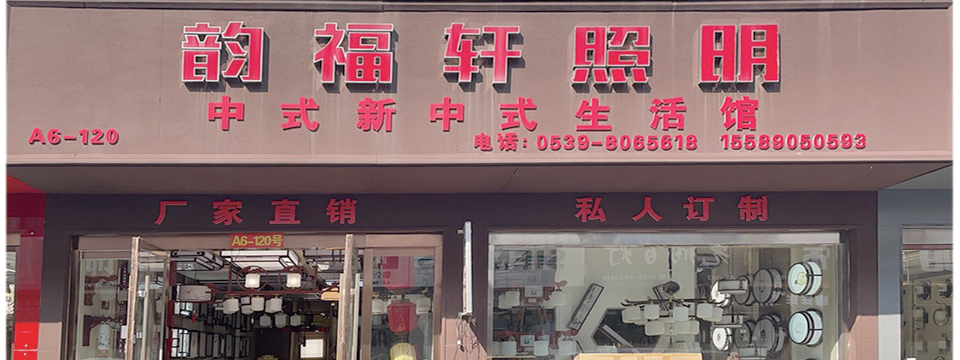 韵福轩照明
中式新中式生活馆
A6-120
电话：0539-8065618 15589050593
厂家直销
私人订制
A6-120号